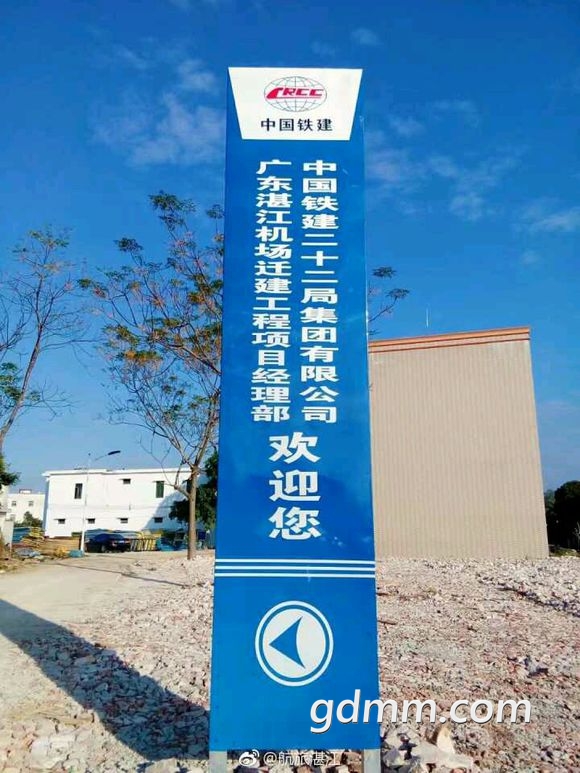 CRCC
中国铁建
中国铁建二十二局集团有限公司
广东湛江机场迁建工程项目经理部
欢迎您
gdmm.com
@航旅湛江